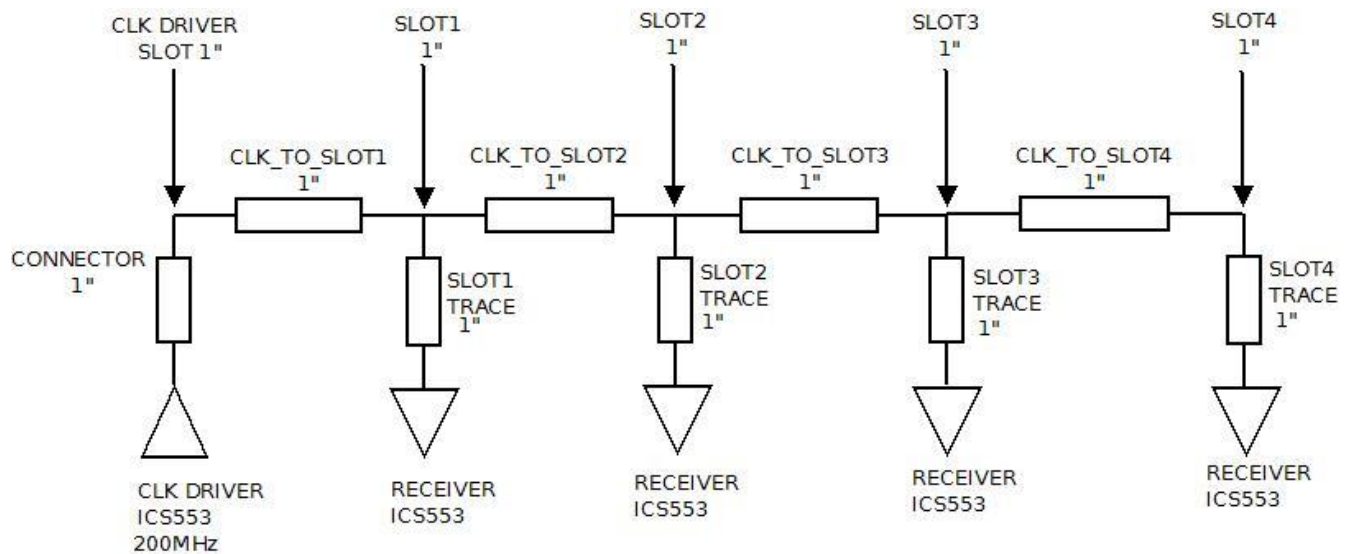 CLK DRIVER
SLOT 1"
SLOT1
1"
SLOT2
1"
SLOT3
1"
SLOT4
1"
CLK_TO_SLOT1
1"
CLK_TO_SLOT2
1"
CLK_TO_SLOT3
1"
CLK_TO_SLOT4
1"
CONNECTOR
1"
SLOT1
TRACE
1"
SLOT2
TRACE
1"
SLOT3
TRACE
1"
SLOT4
TRACE
1"
CLK DRIVER
ICS553
200MHz
RECEIVER
ICS553
RECEIVER
ICS553
RECEIVER
ICS553
RECEIVER
ICS553